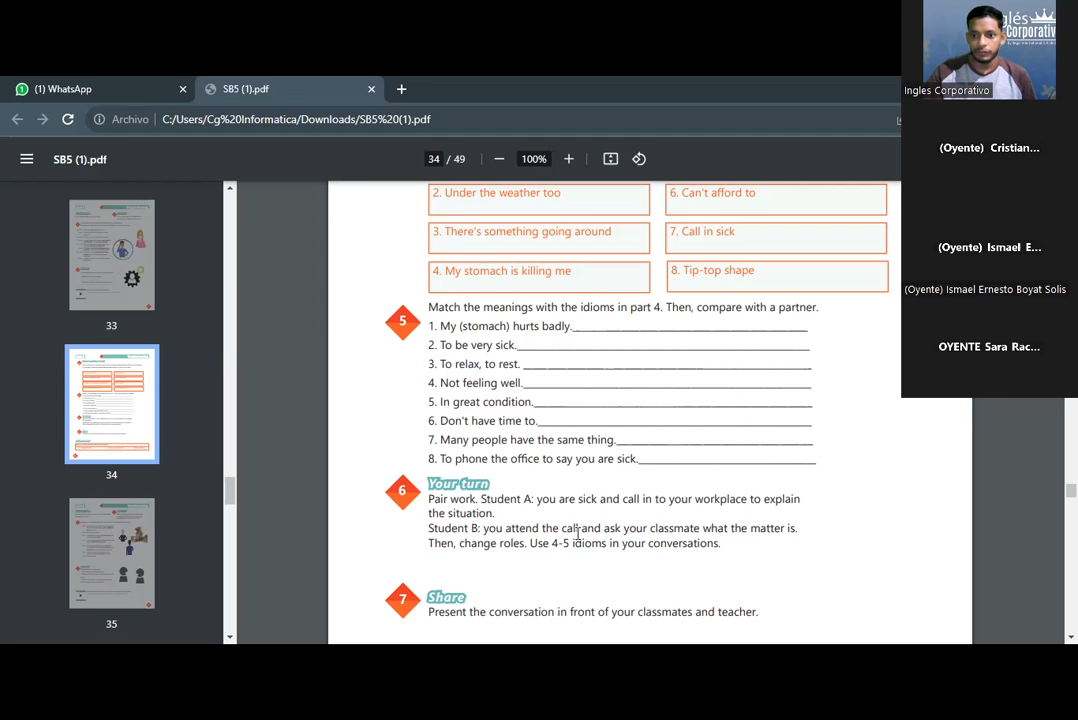 (1) WhatsApp
SB5 (1).pdf
Archivo
C:/Users/Cg%20Informatica/Downloads/SB5%20(1).pdf
SB5 (1).pdf
34 / 49
100%
33
34
35
2. Under the weather too
6. Can't afford to
3. There's something going around
7. Call in sick
4. My stomach is killing me
8. Tip-top shape
5
Match the meanings with the idioms in part 4. Then, compare with a partner.
1. My (stomach) hurts badly.
2. To be very sick.
3. To relax, to rest.
4. Not feeling well.
5. In great condition.
6. Don't have time to.
7. Many people have the same thing.
8. To phone the office to say you are sick.
6
Your turn
Pair work. Student A: you are sick and call in to your workplace to explain
the situation.
Student B: you attend the call and ask your classmate what the matter is.
Then, change roles. Use 4-5 idioms in your conversations.
7
Share
Present the conversation in front of your classmates and teacher.
Inglés
Corporativo
Ingles Corporativo
(Oyente) Cristian...
(Oyente) Ismael E...
(Oyente) Ismael Ernesto Boyat Solis
OYENTE Sara Rac...